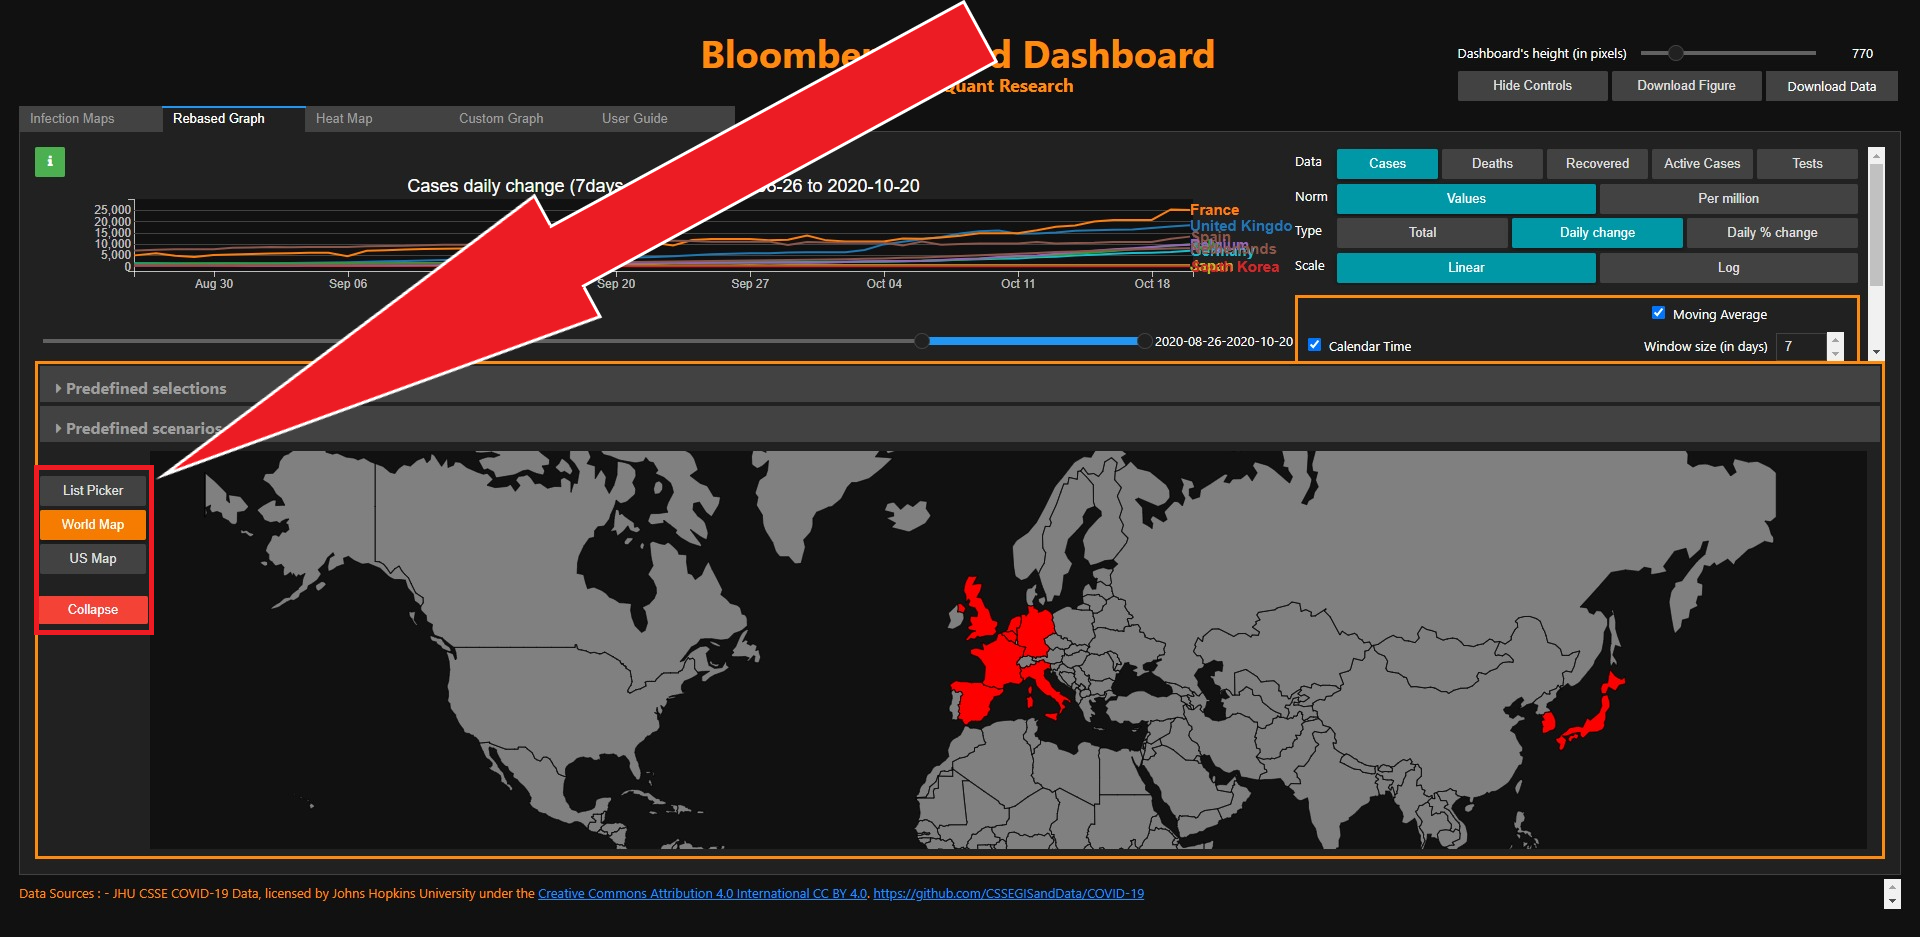 Bloombe d Dashboard
Quant Research
Dashboard's height (in pixels) 770
Hide Controls Download Figure Download Data
Infection Maps Rebased Graph Heat Map Custom Graph User Guide
i
Cases daily change (7days 08-26 to 2020-10-20
25,000
20,000
15,000
10,000
5,000
0
France
United Kingdo
Spain
Belgium
Germany
Japan
South Korea
Aug 30 Sep 06 Sep 20 Sep 27 Oct 04 Oct 11 Oct 18
2020-08-26-2020-10-20
Data Cases Deaths Recovered Active Cases Tests
Norm Values Per million
Type Total Daily change Daily % change
Scale Linear Log
Moving Average
Calendar Time Window size (in days) 7
Predefined selections
Predefined scenarios
List Picker
World Map
US Map
Collapse
Data Sources : - JHU CSSE COVID-19 Data, licensed by Johns Hopkins University under the Creative Commons Attribution 4.0 International CC BY 4.0. https://github.com/CSSEGISandData/COVID-19